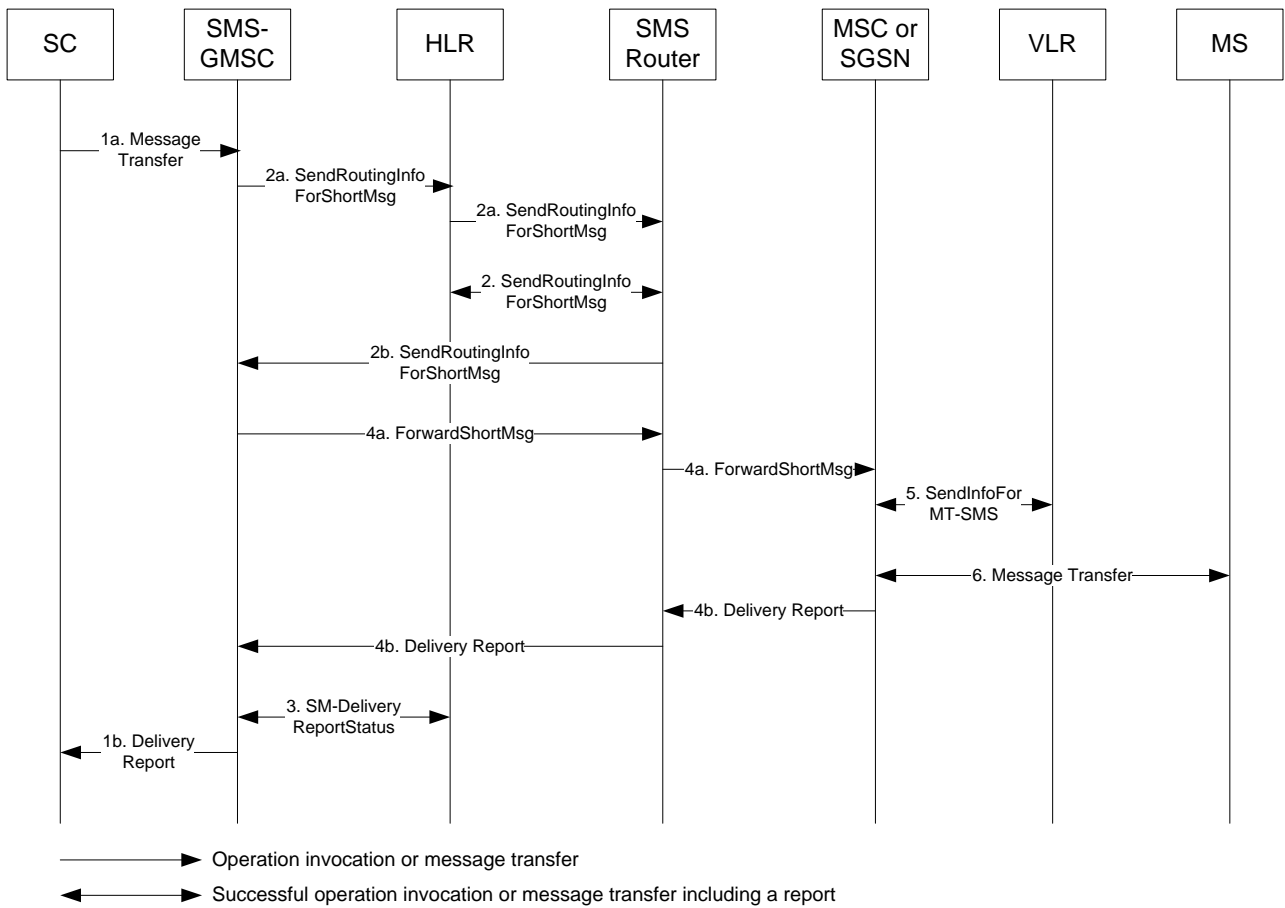 SC
SMS-
GMSC
HLR
SMS
Router
MSC or
SGSN
VLR
MS
1a. Message
Transfer
2a. SendRoutingInfo
ForShortMsg
2a. SendRoutingInfo
ForShortMsg
2. SendRoutingInfo
ForShortMsg
2b. SendRoutingInfo
ForShortMsg
4a. ForwardShortMsg
4a. ForwardShortMsg
5. SendInfoFor
MT-SMS
6. Message Transfer
4b. Delivery Report
4b. Delivery Report
3. SM-Delivery
ReportStatus
1b. Delivery
Report
Operation invocation or message transfer
Successful operation invocation or message transfer including a report